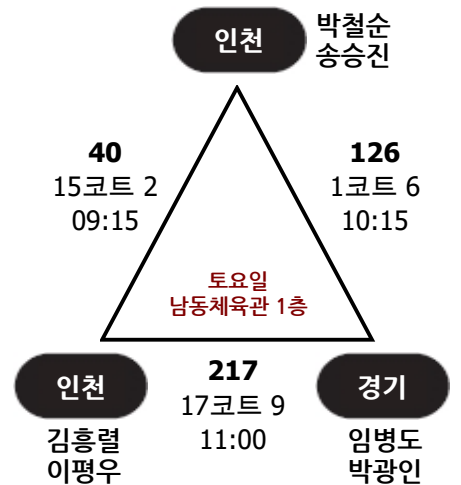 인천
박철순
송승진
40
15코트 2
09:15
126
1코트 6
10:15
토요일
남동체육관 1층
인천
김흥렬
이평우
217
17코트 9
11:00
경기
임병도
박광인